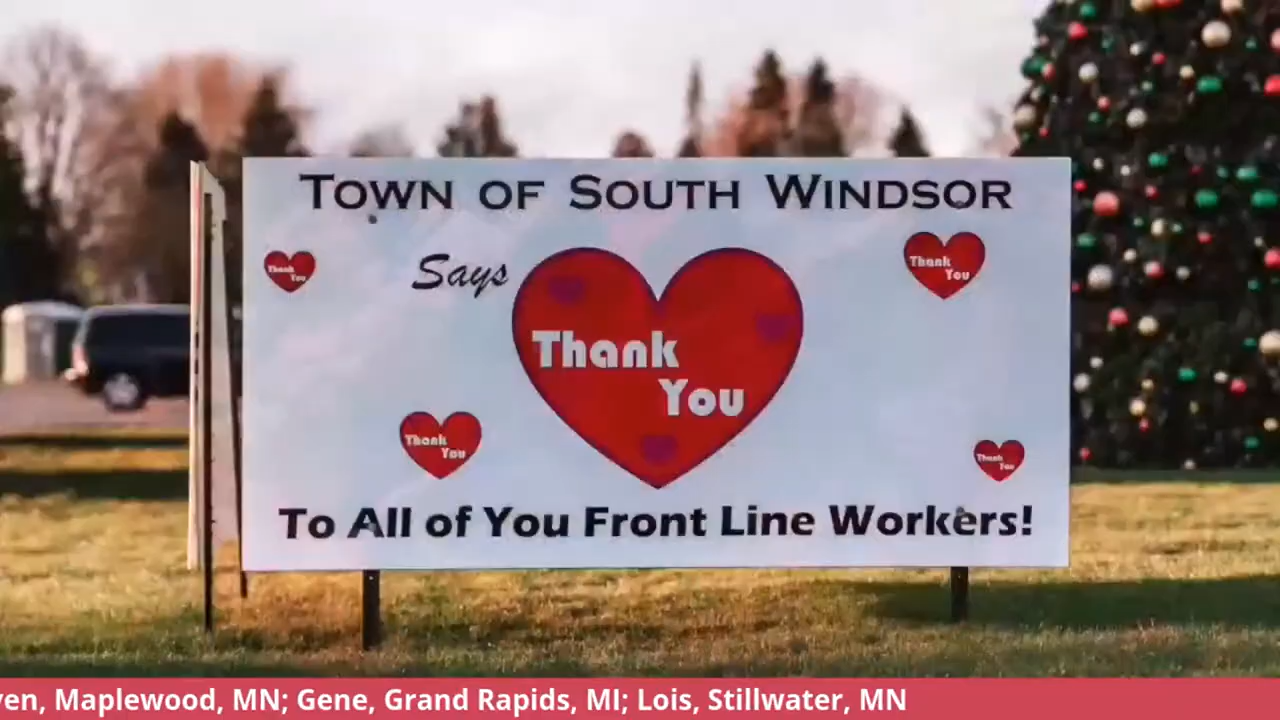 Town of South Windsor
Says
Thank
You
Thank
You
Thank
You
Thank
You
Thank
You
To All of You Front Line Workers!
Maplewood, MN; Gene, Grand Rapids, MI; Lois, Stillwater, MN